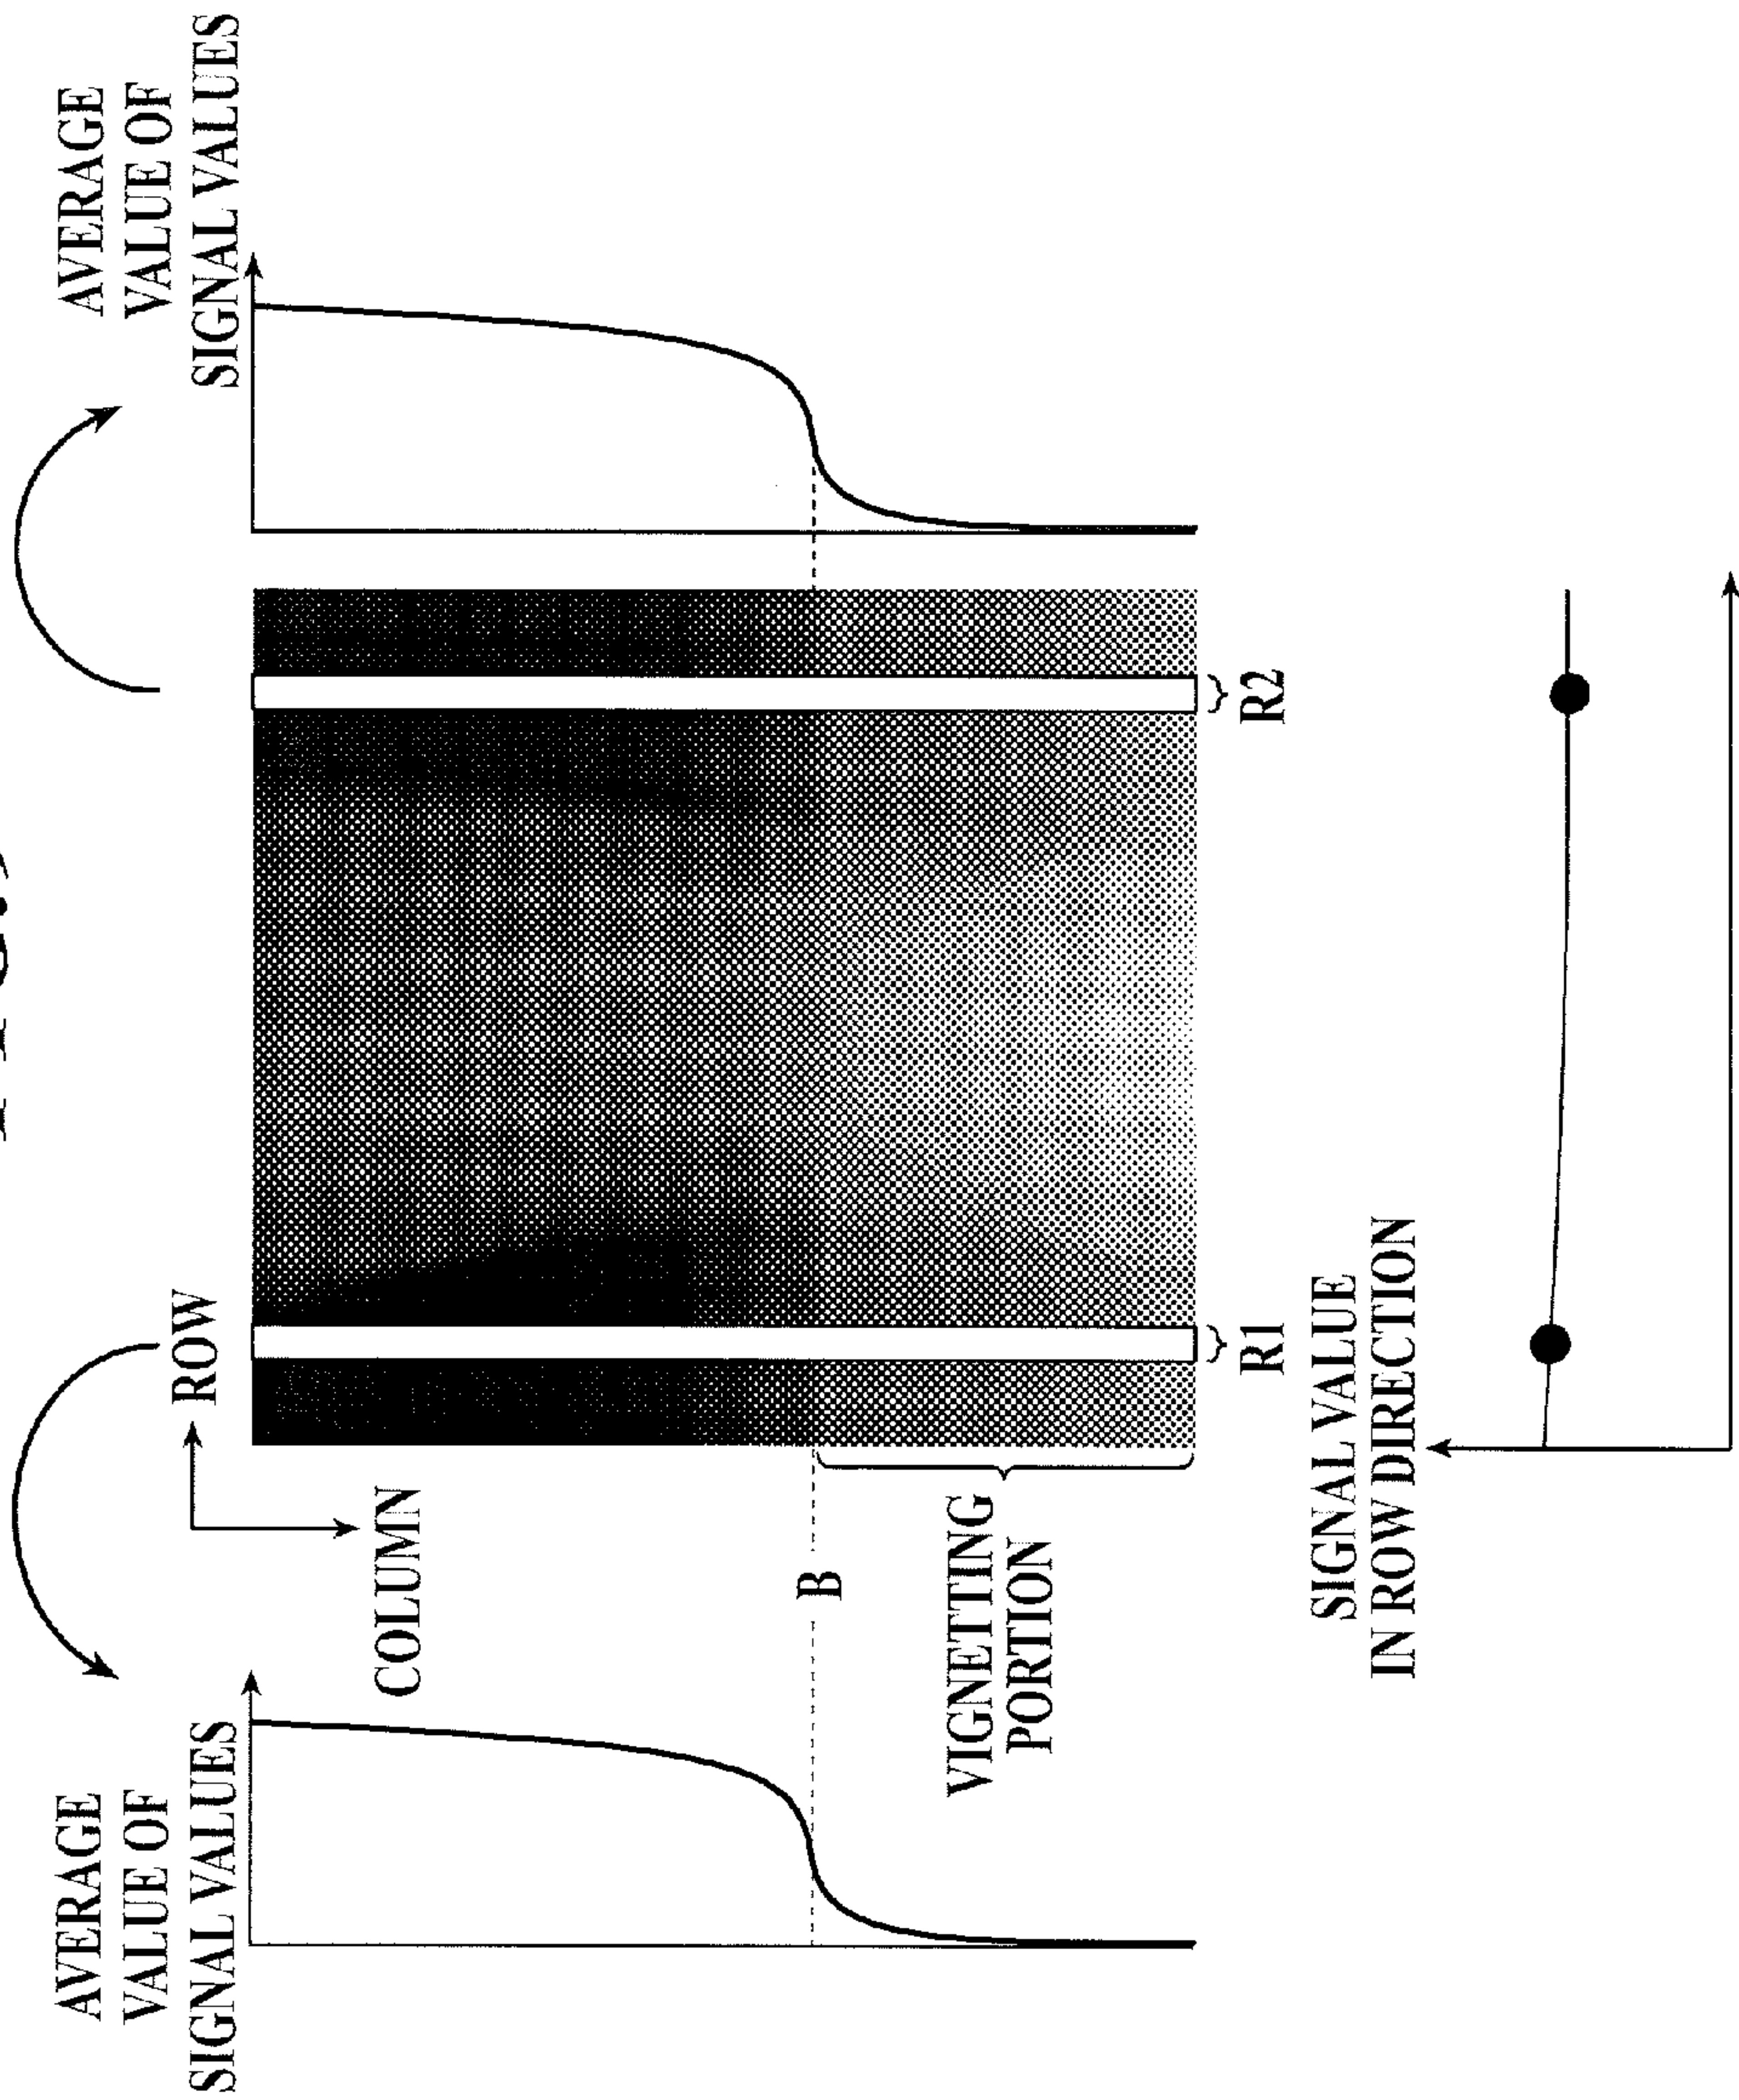 AVERAGE
VALUE OF
SIGNAL VALUES
AVERAGE
VALUE OF
SIGNAL VALUES
ROW
COLUMN
B
VIGNETTING
PORTION
R1
R2
SIGNAL VALUE
IN ROW DIRECTION